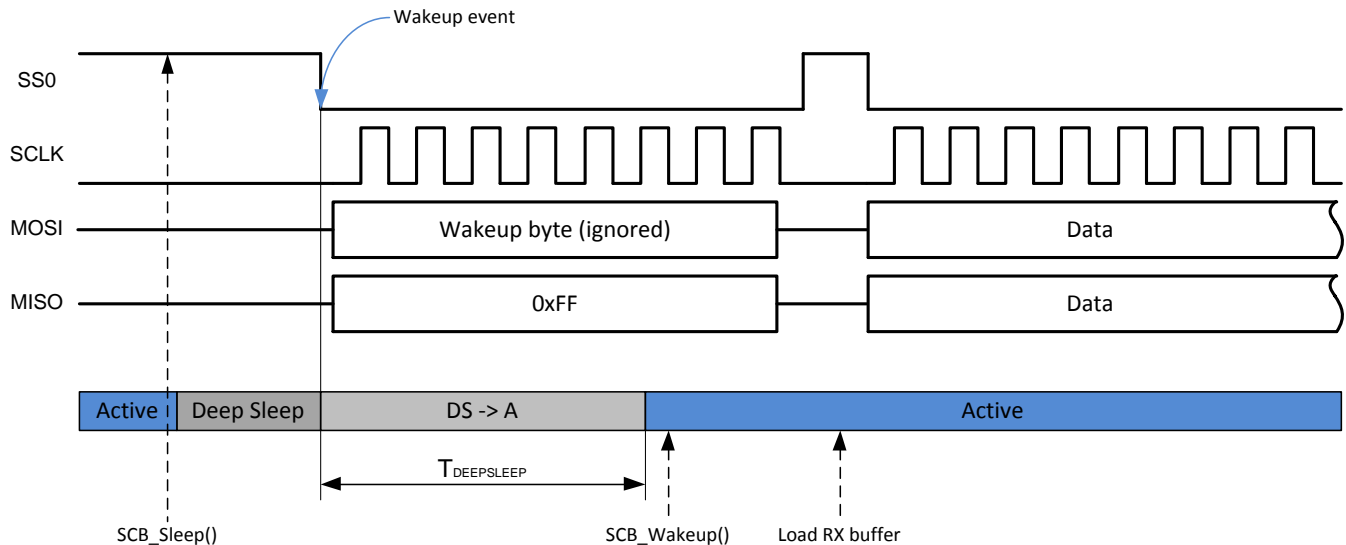 Wakeup event
SS0
SCLK
MOSI
Wakeup byte (ignored)
Data
MISO
0xFF
Data
Active
Deep Sleep
DS -> A
Active
TDEEPSLEEP
SCB_Sleep()
SCB_Wakeup()
Load RX buffer